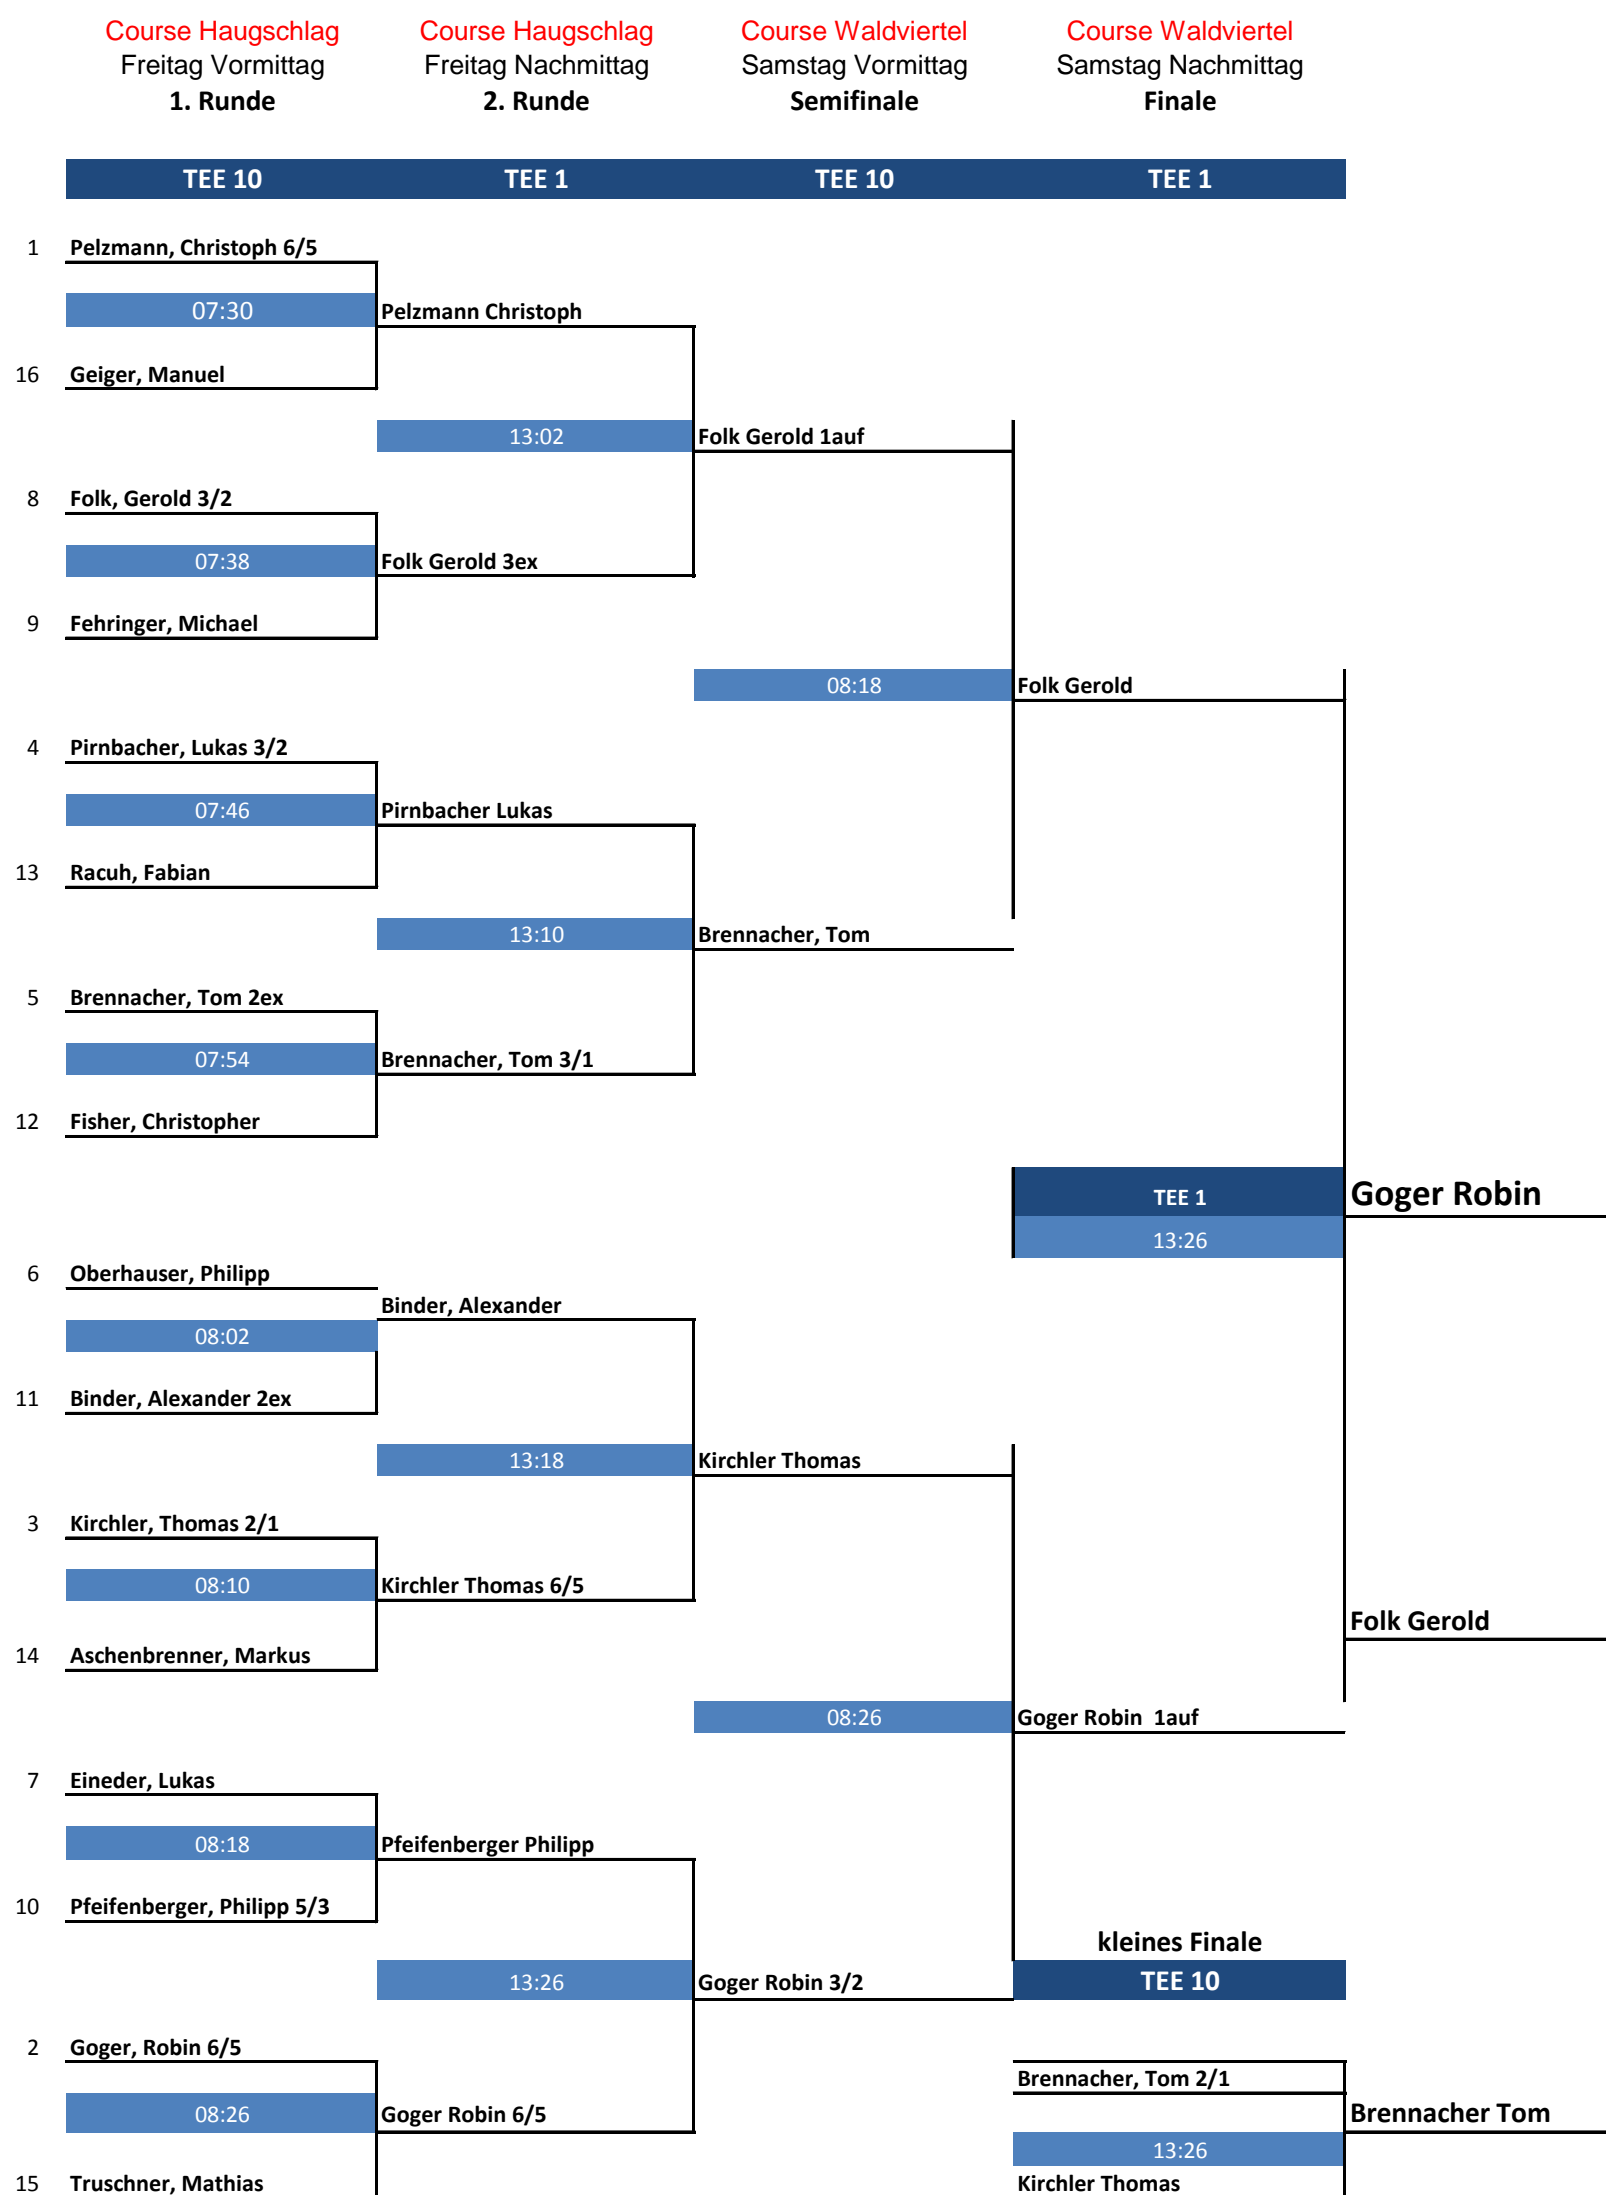 Course Haugschlag Course Haugschlag Course Waldviertel Course Waldviertel
Freitag Vormittag Freitag Nachmittag Samstag Vormittag Samstag Nachmittag
1. Runde 2. Runde Semifinale Finale
TEE 10 TEE 1 TEE 10 TEE 1
1 Pelzmann, Christoph 6/5
07:30 Pelzmann Christoph
16 Geiger, Manuel
13:02 Folk Gerold 1auf
8 Folk, Gerold 3/2
07:38 Folk Gerold 3ex
9 Fehringer, Michael
08:18 Folk Gerold
4 Pirnbacher, Lukas 3/2
07:46 Pirnbacher Lukas
13 Racuh, Fabian
13:10 Brennacher, Tom
5 Brennacher, Tom 2ex
07:54 Brennacher, Tom 3/1
12 Fisher, Christopher
TEE 1 Goger Robin
13:26
6 Oberhauser, Philipp
Binder, Alexander
08:02
11 Binder, Alexander 2ex
13:18 Kirchler Thomas
3 Kirchler, Thomas 2/1
08:10 Kirchler Thomas 6/5
Folk Gerold
14 Aschenbrenner, Markus
08:26 Goger Robin 1auf
7 Eineder, Lukas
08:18 Pfeifenberger Philipp
10 Pfeifenberger, Philipp 5/3
kleines Finale
13:26 Goger Robin 3/2 TEE 10
2 Goger, Robin 6/5
Brennacher, Tom 2/1
08:26 Goger Robin 6/5 Brennacher Tom
13:26
15 Truschner, Mathias Kirchler Thomas